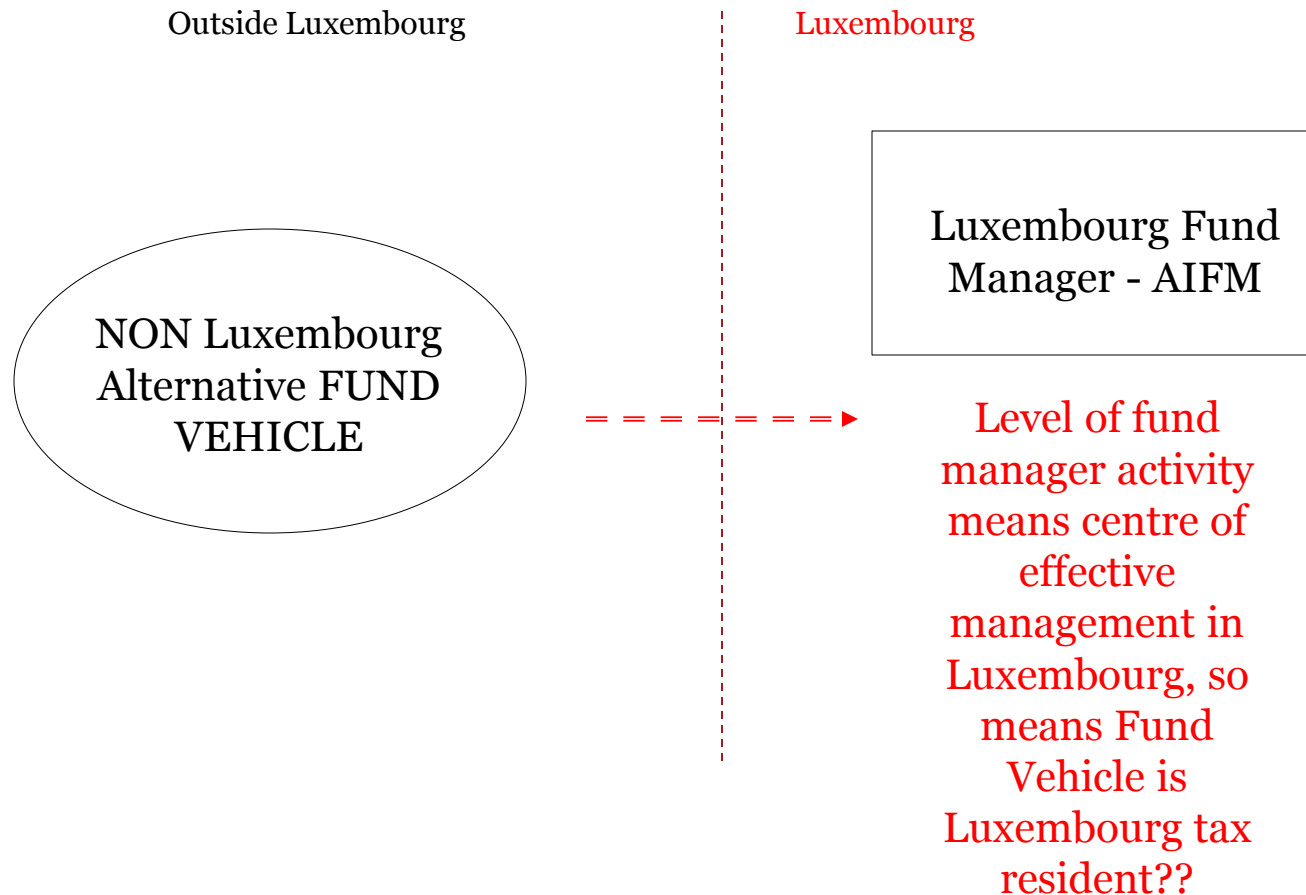 Outside Luxembourg
Luxembourg
NON Luxembourg
Alternative FUND
VEHICLE
Luxembourg Fund
Manager - AIFM
Level of fund
manager activity
means centre of
effective
management in
Luxembourg, so
means Fund
Vehicle is
Luxembourg tax
resident??